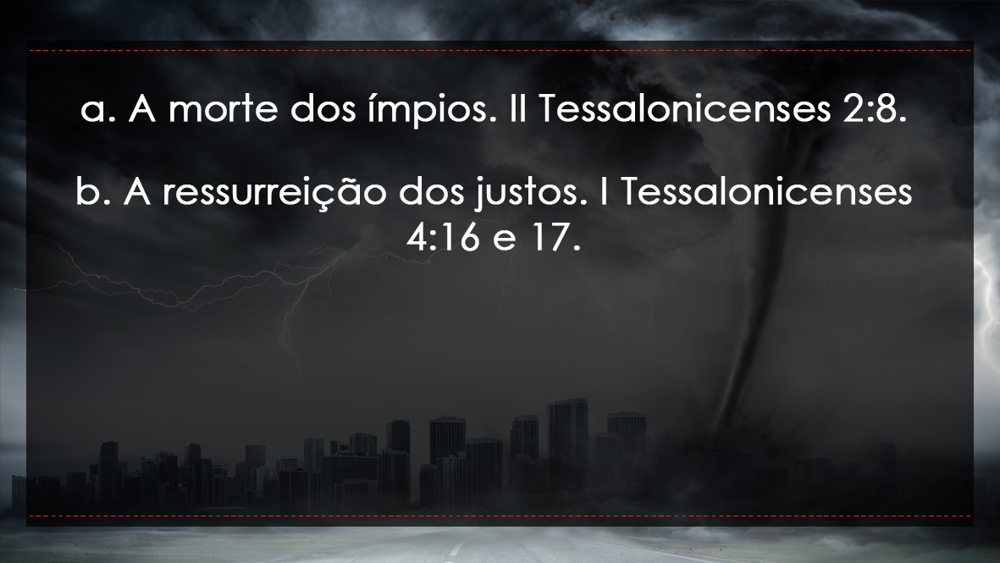 a. A morte dos ímpios. II Tessalonicenses 2:8.
b. A ressurreição dos justos. I Tessalonicenses
4:16 e 17.